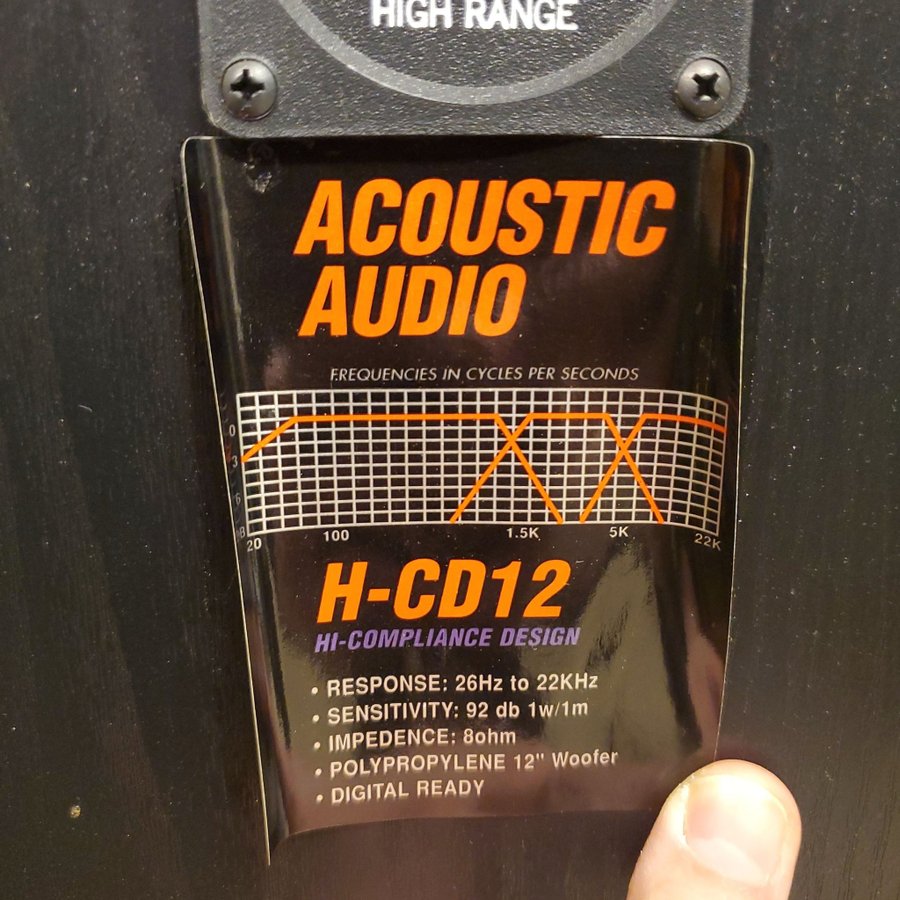 HIGH RANGE
ACOUSTIC
AUDIO
FREQUENCIES IN CYCLES PER SECONDS
0
3
6
dB
20 100 1.5K 5K 22K
H-CD12
HI-COMPLIANCE DESIGN
• RESPONSE: 26Hz to 22KHz
• SENSITIVITY: 92 db 1w/1m
• IMPEDENCE: 8ohm
• POLYPROPYLENE 12" Woofer
• DIGITAL READY